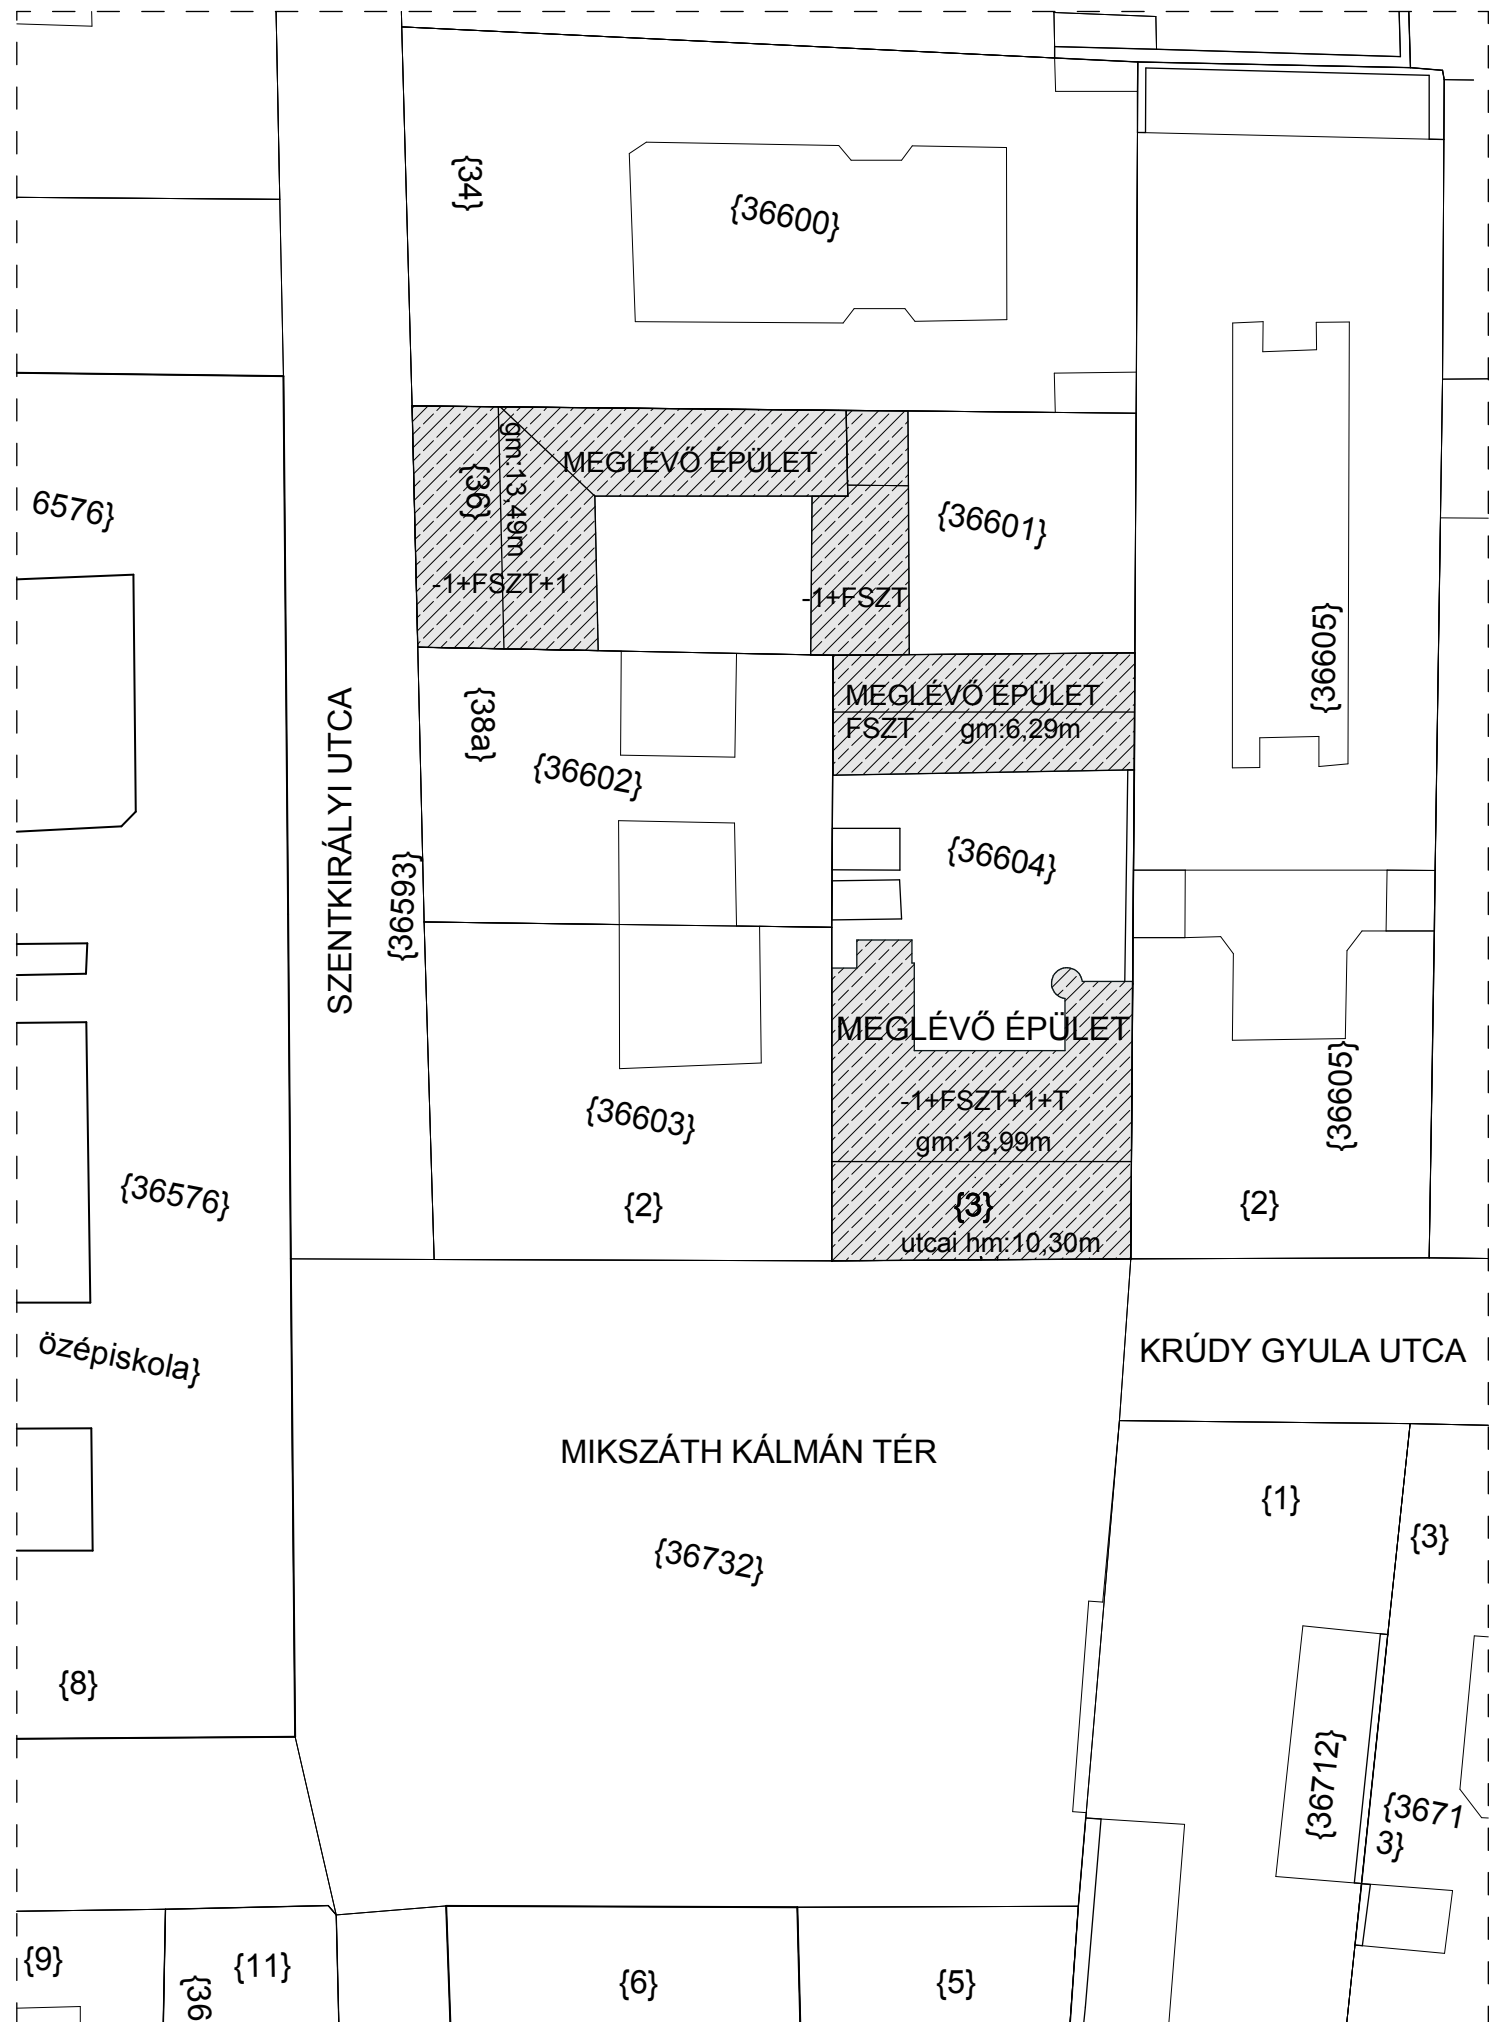 {34}
{36600}
gm:13,49m
MEGLÉVŐ ÉPÜLET
{36}
6576}
{36601}
-1+FSZT+1
-1+FSZT
{36605}
MEGLÉVŐ ÉPÜLET
FSZT gm:6,29m
{38a}
{36602}
SZENTKIRÁLYI UTCA
{36593}
{36604}
MEGLÉVŐ ÉPÜLET
-1+FSZT+1+T
gm:13,99m
{36603}
{36605}
{36576}
{2}
{3}
{2}
utcai hm:10,30m
özépiskola}
KRÚDY GYULA UTCA
MIKSZÁTH KÁLMÁN TÉR
{1}
{3}
{36732}
{8}
{36712}
{3671
3}
{9}
{11}
{36
{6}
{5}